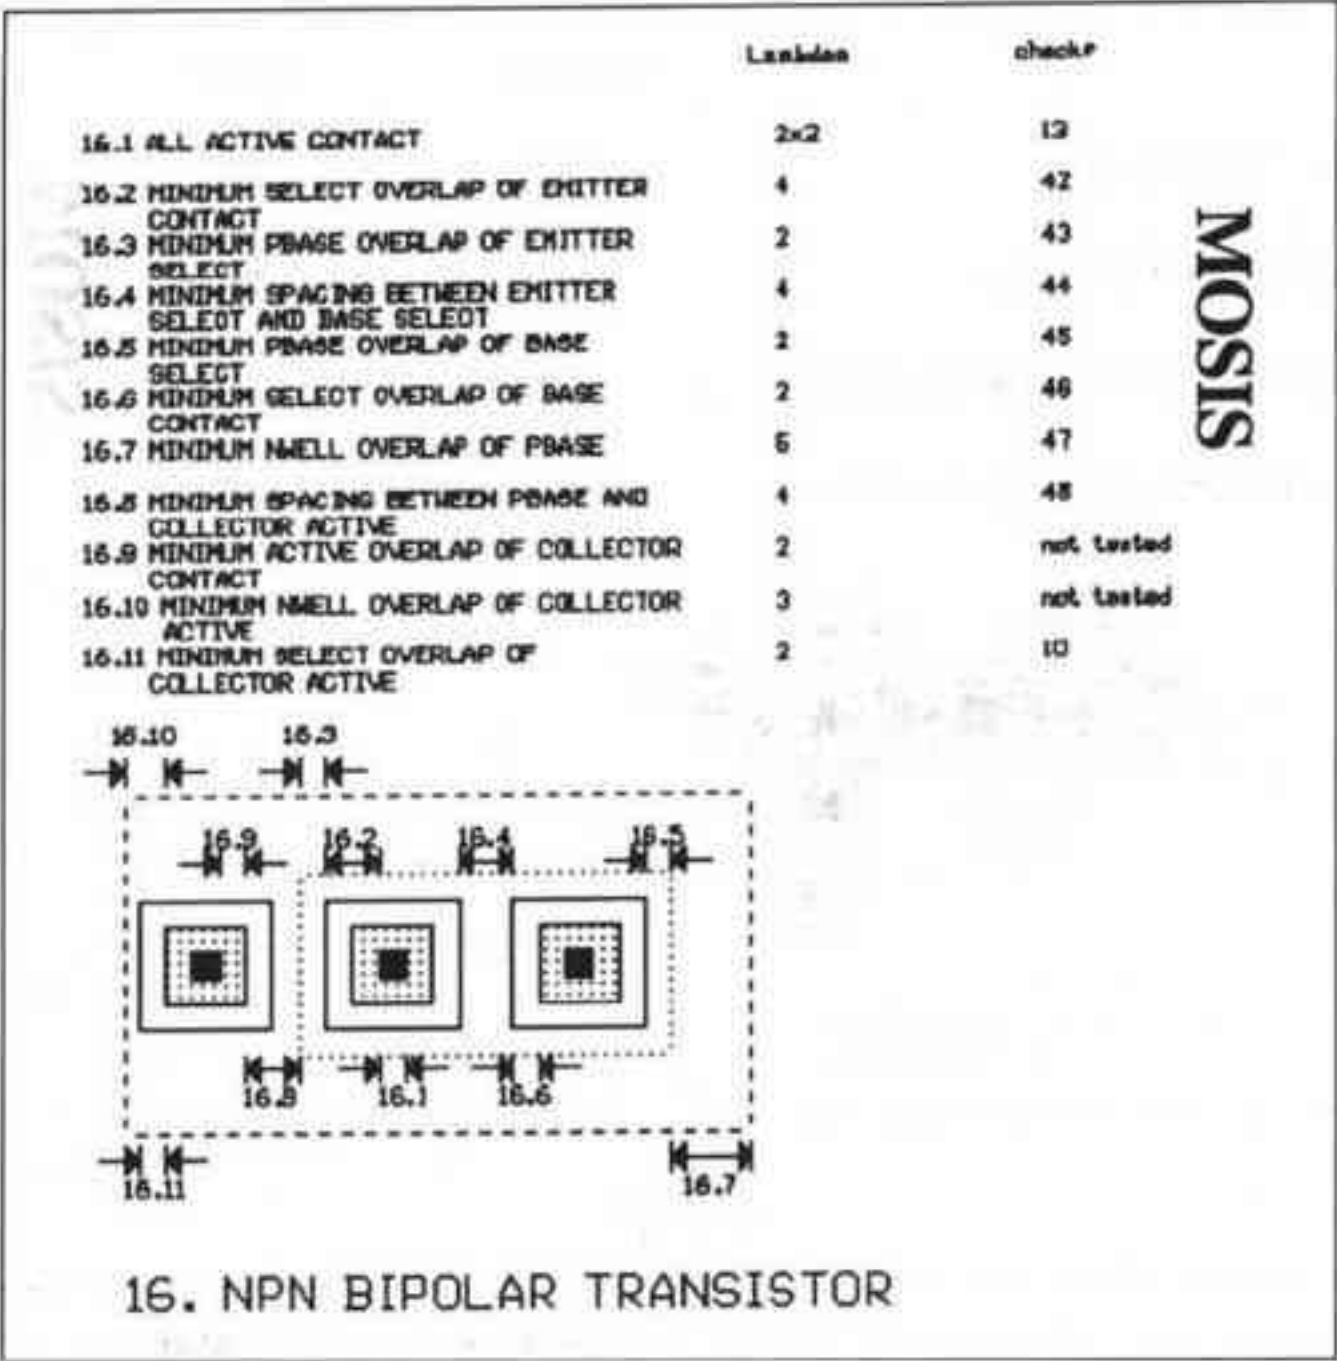 Lambda check#
16.1 ALL ACTIVE CONTACT 2x2 13
16.2 MINIMUM SELECT OVERLAP OF EMITTER 4 42
CONTACT
16.3 MINIMUM PBASE OVERLAP OF EMITTER 2 43
SELECT
16.4 MINIMUM SPACING BETWEEN EMITTER 4 44
SELECT AND BASE SELECT
16.5 MINIMUM PBASE OVERLAP OF BASE 2 45
SELECT
16.6 MINIMUM SELECT OVERLAP OF BASE 2 46
CONTACT
16.7 MINIMUM NWELL OVERLAP OF PBASE 6 47
16.8 MINIMUM SPACING BETWEEN PBASE AND 4 48
COLLECTOR ACTIVE
16.9 MINIMUM ACTIVE OVERLAP OF COLLECTOR 2 not tested
CONTACT
16.10 MINIMUM NWELL OVERLAP OF COLLECTOR 3 not tested
ACTIVE
16.11 MINIMUM SELECT OVERLAP OF 2 10
COLLECTOR ACTIVE
MOSIS
16.10 16.3
16.9 16.2 16.4 16.5
16.8 16.1 16.6
16.11 16.7
16. NPN BIPOLAR TRANSISTOR